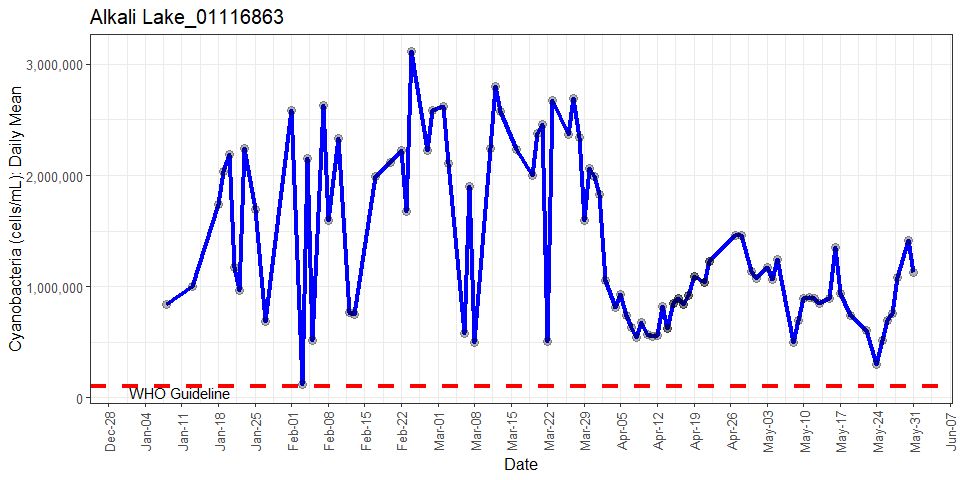 Alkali Lake_01116863
Cyanobacteria (cells/mL): Daily Mean
3,000,000
2,000,000
1,000,000
0
WHO Guideline
Dec-28
Jan-04
Jan-11
Jan-18
Jan-25
Feb-01
Feb-08
Feb-15
Feb-22
Mar-01
Mar-08
Mar-15
Mar-22
Mar-29
Apr-05
Apr-12
Apr-19
Apr-26
May-03
May-10
May-17
May-24
May-31
Jun-07
Date